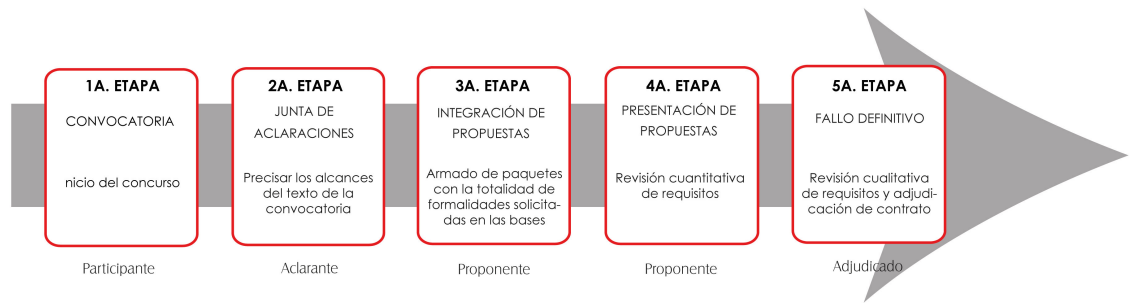 1A. ETAPA
CONVOCATORIA
nicio del concurso
Participante
2A. ETAPA
JUNTA DE
ACLARACIONES
Precisar los alcances
del texto de la
convocatoria
Aclarante
3A. ETAPA
INTEGRACIÓN DE
PROPUESTAS
Armado de paquetes
con la totalidad de
formalidades solicita-
das en las bases
Proponente
4A. ETAPA
PRESENTACIÓN DE
PROPUESTAS
Revisión cuantitativa
de requisitos
Proponente
5A. ETAPA
FALLO DEFINITIVO
Revisión cualitativa
de requisitos y adjudi-
cación de contrato
Adjudicado